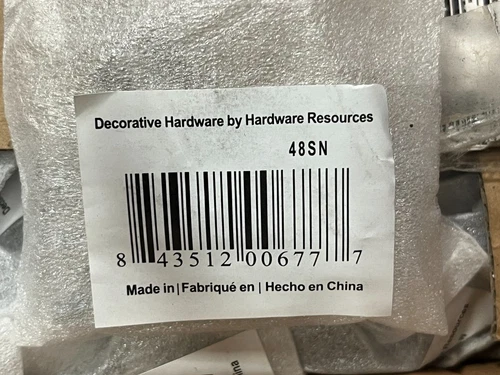 Decorative Hardware by Hardware Resources
48SN
8 43512 00677 7
Made in | Fabriqué en | Hecho en China